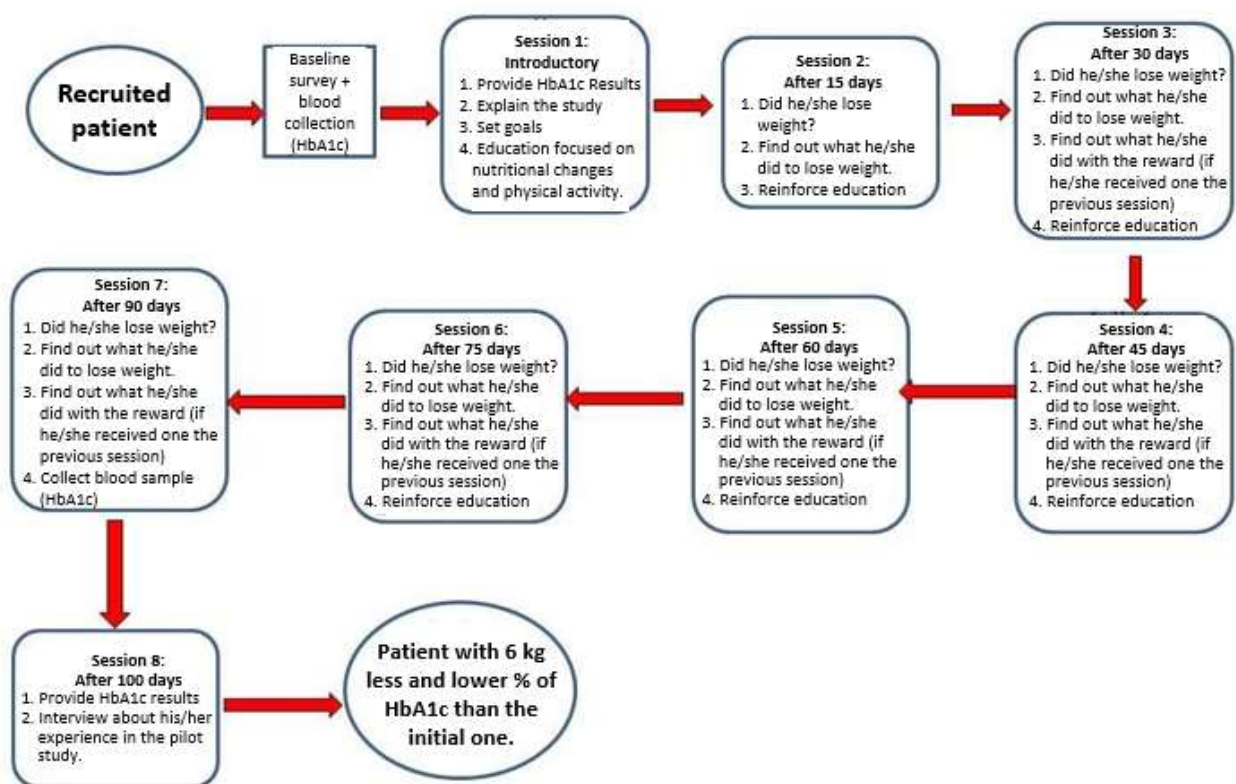 Recruited
patient
Baseline
survey +
blood
collection
(HbA1c)
Session 1:
Introductory
1. Provide HbA1c Results
2. Explain the study
3. Set goals
4. Education focused on
nutritional changes
and physical activity.
Session 2:
After 15 days
1. Did he/she lose
weight?
2. Find out what he/she
did to lose weight.
3. Reinforce education
Session 3:
After 30 days
1. Did he/she lose weight?
2. Find out what he/she
did to lose weight.
3. Find out what he/she
did with the reward (if
he/she received one the
previous session)
4. Reinforce education
Session 4:
After 45 days
1. Did he/she lose weight?
2. Find out what he/she
did to lose weight.
3. Find out what he/she
did with the reward (if
he/she received one the
previous session)
4. Reinforce education
Session 5:
After 60 days
1. Did he/she lose weight?
2. Find out what he/she
did to lose weight.
3. Find out what he/she
did with the reward (if
he/she received one the
previous session)
4. Reinforce education
Session 6:
After 75 days
1. Did he/she lose weight?
2. Find out what he/she
did to lose weight.
3. Find out what he/she
did with the reward (if
he/she received one the
previous session)
4. Reinforce education
Session 7:
After 90 days
1. Did he/she lose weight?
2. Find out what he/she
did to lose weight.
3. Find out what he/she
did with the reward (if
he/she received one the
previous session)
4. Collect blood sample
(HbA1c)
Session 8:
After 100 days
1. Provide HbA1c results
2. Interview about his/her
experience in the pilot
study.
Patient with 6 kg
less and lower % of
HbA1c than the
initial one.